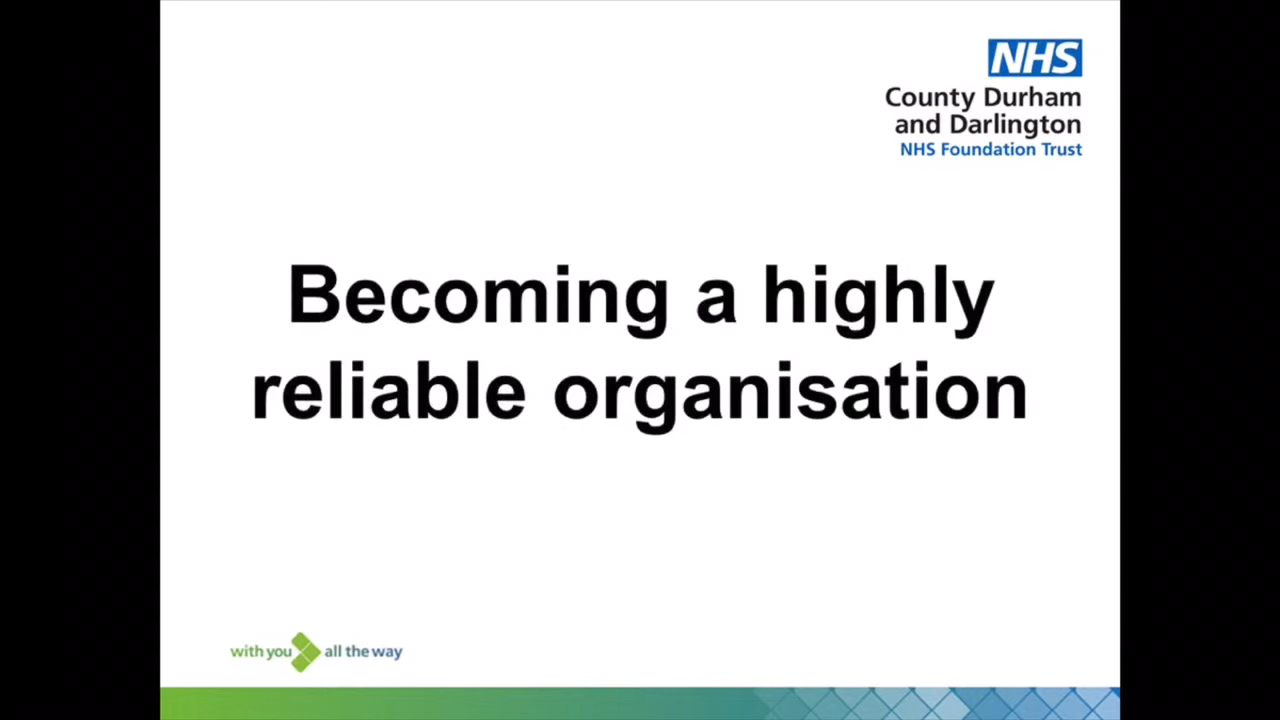 NHS
County Durham
and Darlington
NHS Foundation Trust
Becoming a highly
reliable organisation
with you all the way